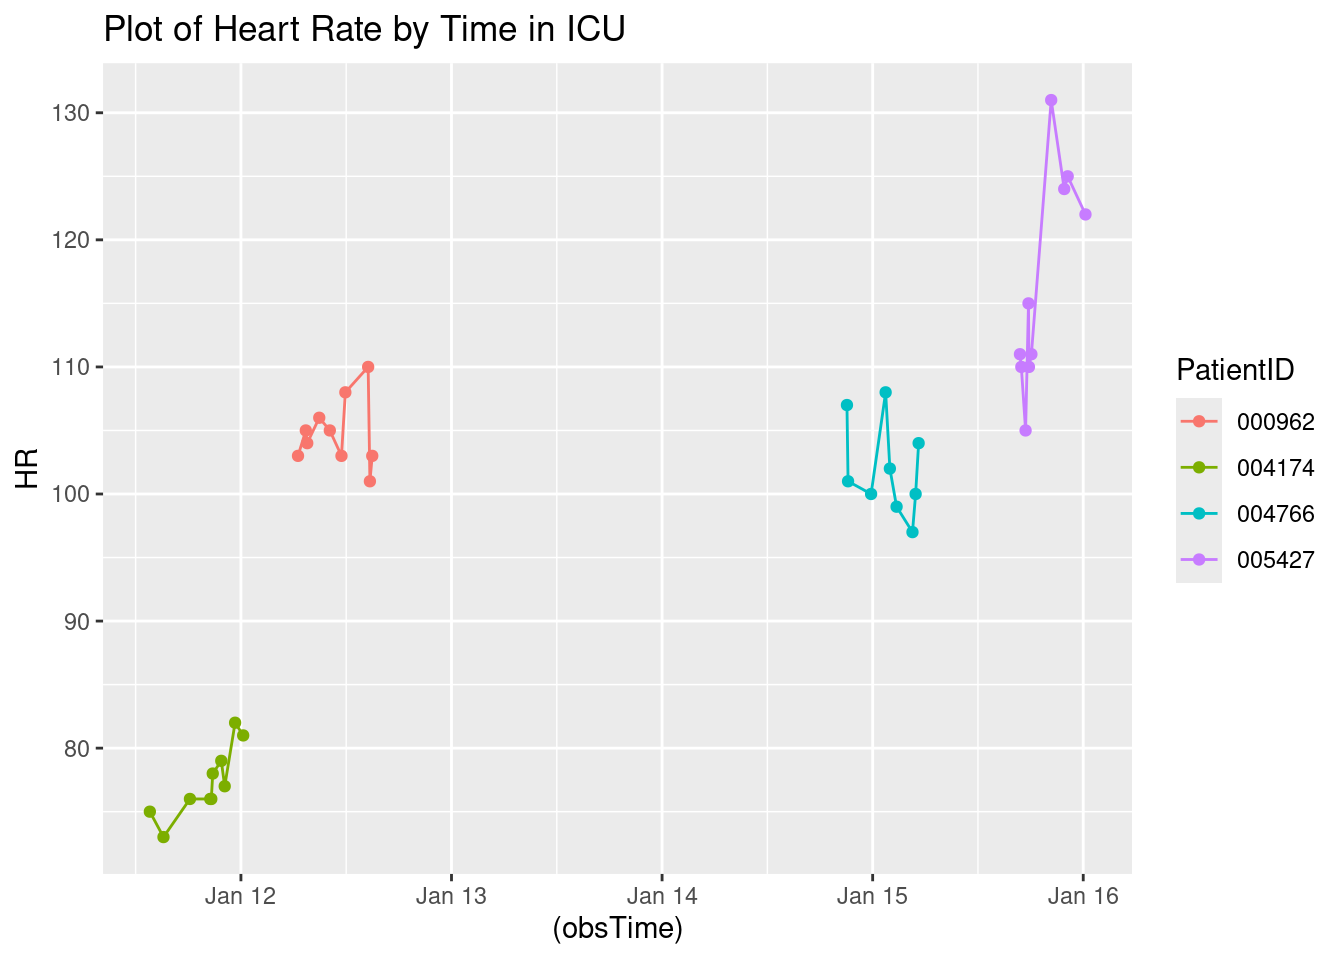 Plot of Heart Rate by Time in ICU
130
120
110
100
90
80
HR
Jan 12 Jan 13 Jan 14 Jan 15 Jan 16
(obsTime)
PatientID
000962
004174
004766
005427